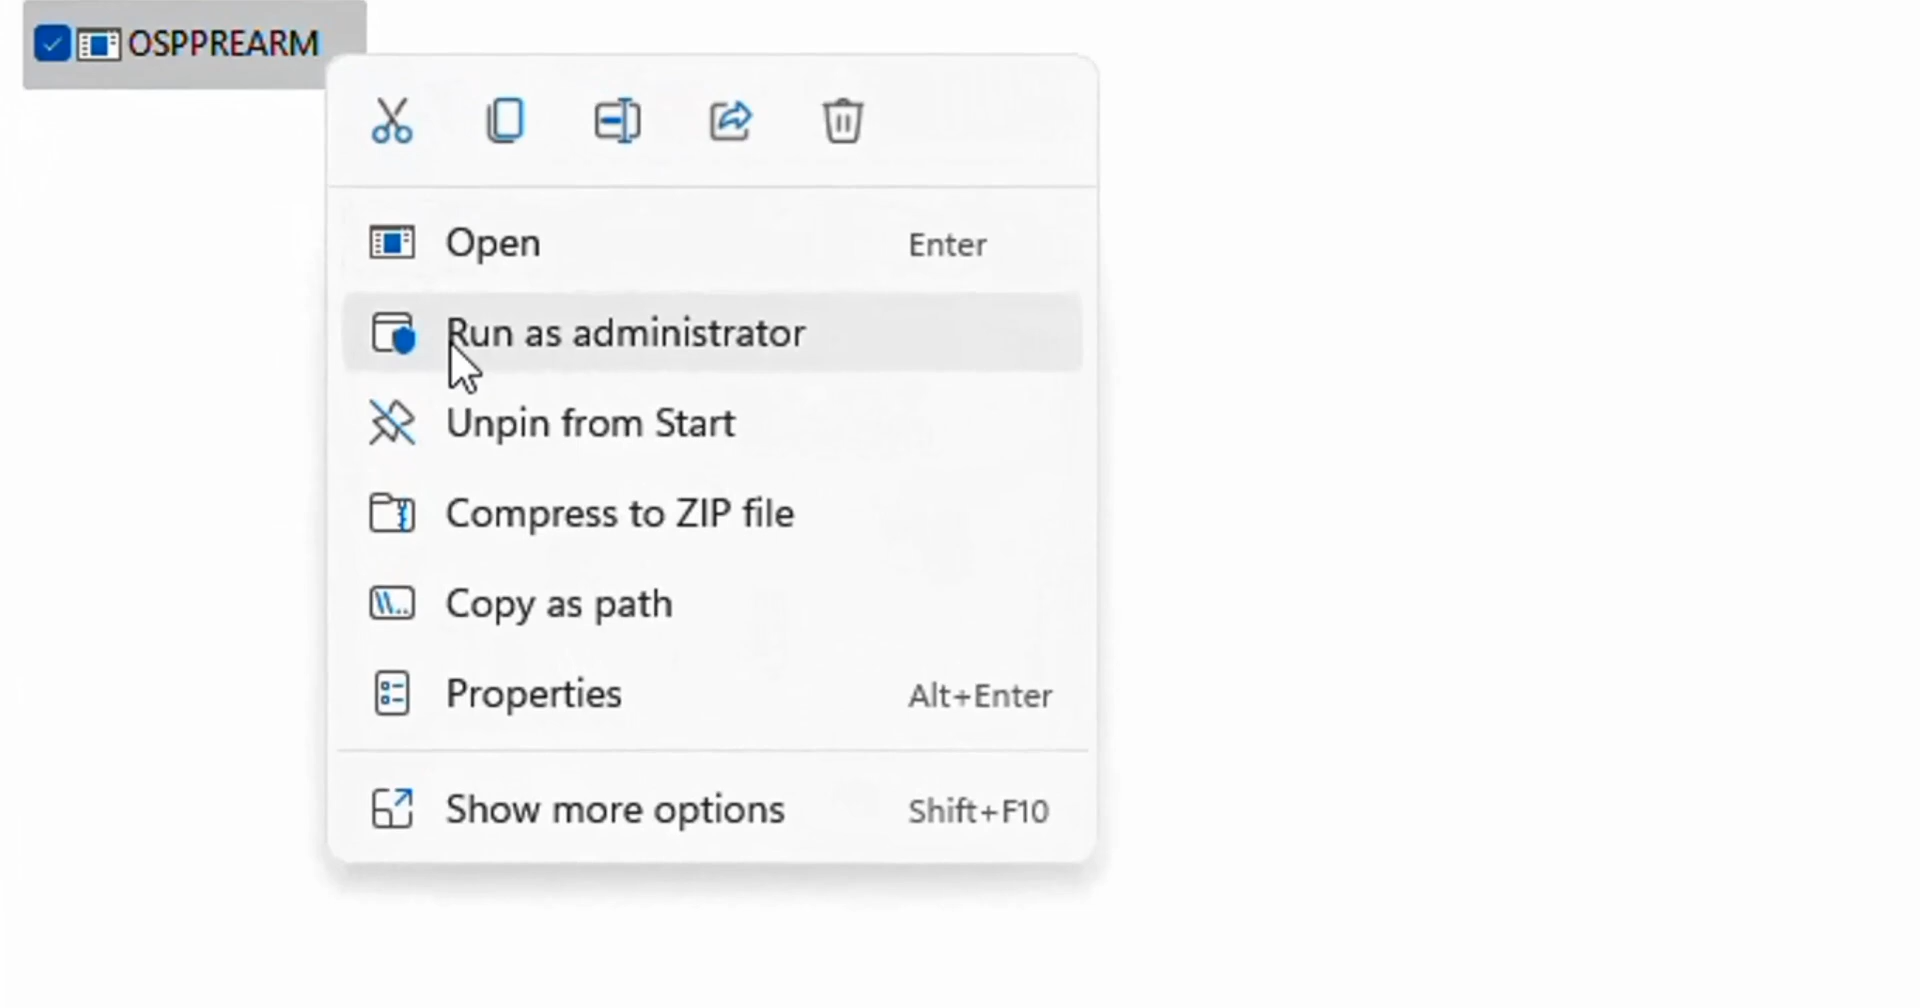 OSPPREARM
Open Enter
Run as administrator
Unpin from Start
Compress to ZIP file
Copy as path
Properties Alt+Enter
Show more options Shift+F10